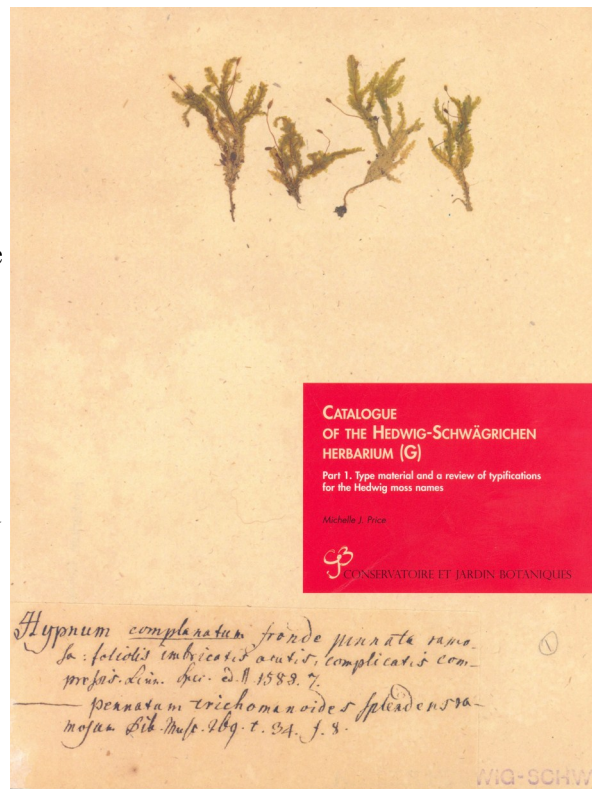 CATALOGUE
OF THE HEDWIG-SCHWÄGRICHEN
HERBARIUM (G)
Part 1. Type material and a review of typifications
for the Hedwig moss names
Michelle J. Price
CONSERVATOIRE ET JARDIN BOTANIQUES
Hypnum complanatum fronde pinnata ramo-
sa: foliolis imbricatis acutis, complicatis com-
pressis. Linn. ed. II 1588. 7.
pennatum trichomanoides splendens ra-
mosum Dib. Musc. 269. t. 34. f. 8.
1
WIG-SCHW